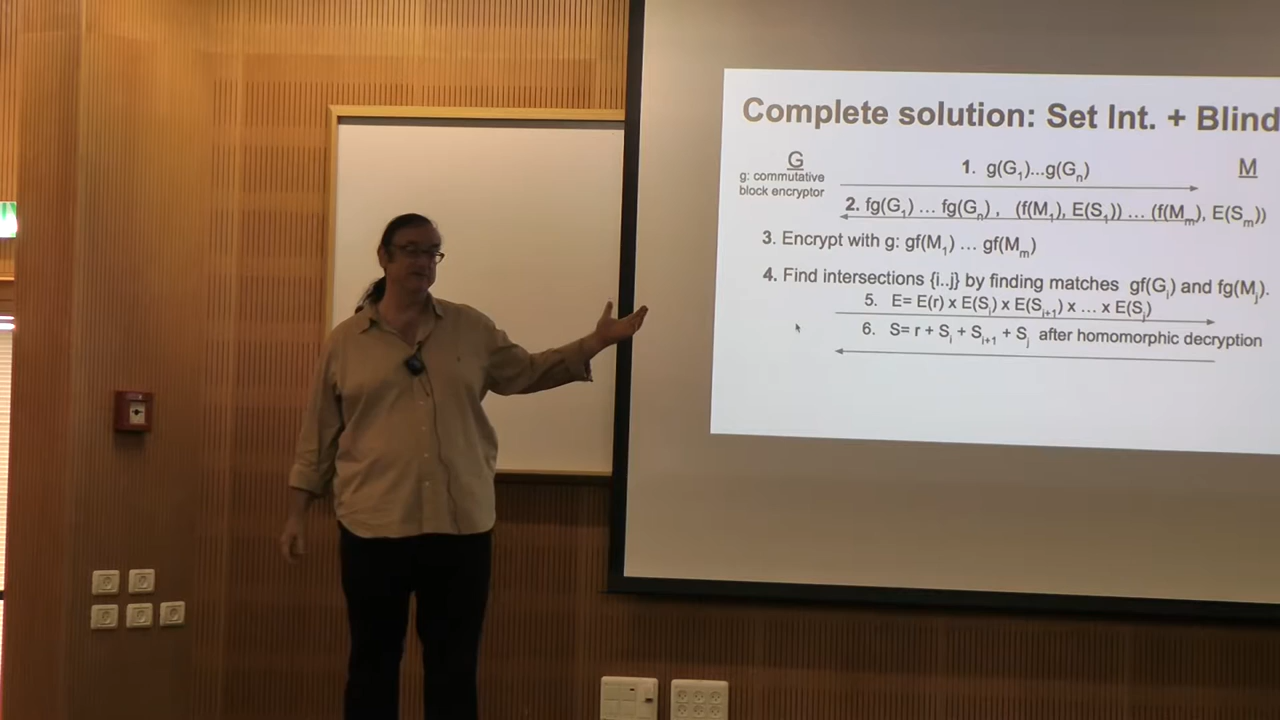 Complete solution: Set Int. + Blind
G
g: commutative
block encryptor
1. g(G₁)...g(Gₙ)
M
2. fg(G₁) ... fg(Gₙ) , (f(M₁), E(S₁)) ... (f(Mₘ), E(Sₘ))
3. Encrypt with g: gf(M₁) ... gf(Mₘ)
4. Find intersections {i..j} by finding matches gf(Gᵢ) and fg(Mⱼ).
5. E= E(r) x E(Sᵢ) x E(Sᵢ₊₁) x ... x E(Sⱼ)
6. S= r + Sᵢ + Sᵢ₊₁ + Sⱼ after homomorphic decryption